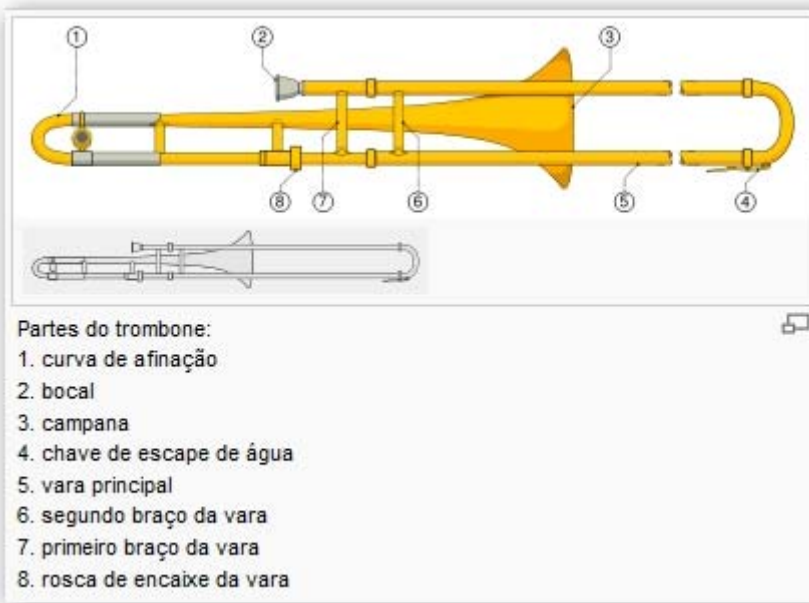 ① ② ③
⑧ ⑦ ⑥ ⑤ ④
Partes do trombone:
1. curva de afinação
2. bocal
3. campana
4. chave de escape de água
5. vara principal
6. segundo braço da vara
7. primeiro braço da vara
8. rosca de encaixe da vara